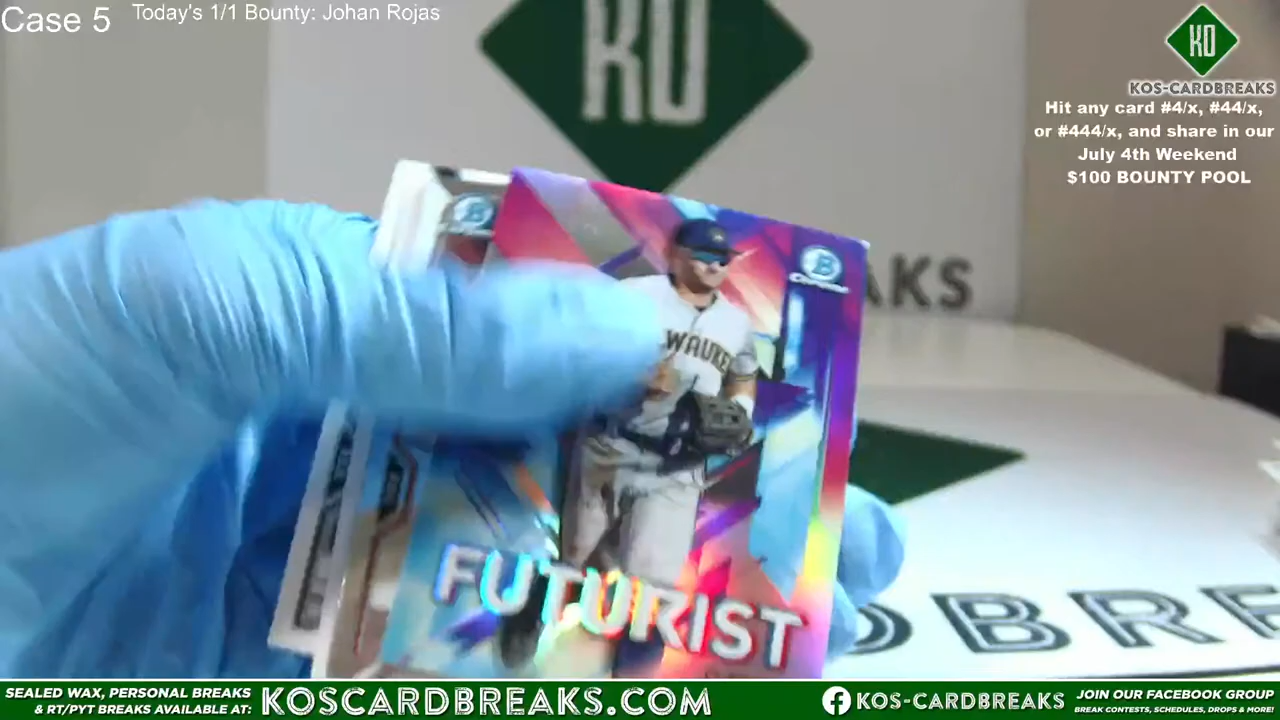 Case 5
Today's 1/1 Bounty: Johan Rojas
KO
KO
KOS-CARDBREAKS
Hit any card #4/x, #44/x,
or #444/x, and share in our
July 4th Weekend
$100 BOUNTY POOL
B
B
WAUKE
AKS
FUTURIST
DBRE
SEALED WAX, PERSONAL BREAKS
& RT/PYT BREAKS AVAILABLE AT:
KOSCARDBREAKS.COM
KOS-CARDBREAKS
JOIN OUR FACEBOOK GROUP
BREAK CONTESTS, SCHEDULES, DROPS & MORE!